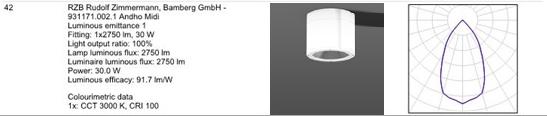 42
RZB Rudolf Zimmermann, Bamberg GmbH -
931171.002.1 Andho Midi
Luminous emittance 1
Fitting: 1x2750 lm, 30 W
Light output ratio: 100%
Lamp luminous flux: 2750 lm
Luminaire luminous flux: 2750 lm
Power: 30.0 W
Luminous efficacy: 91.7 lm/W
Colourimetric data
1x: CCT 3000 K, CRI 100